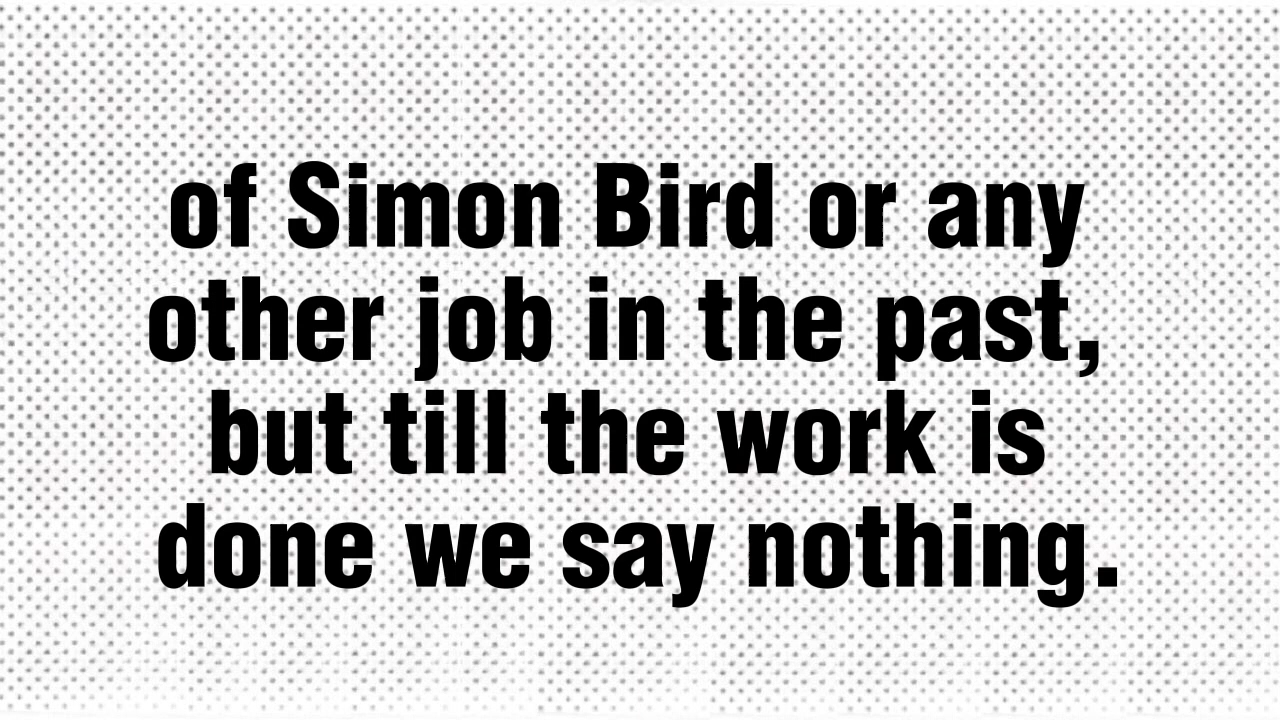 of Simon Bird or any
other job in the past,
but till the work is
done we say nothing.